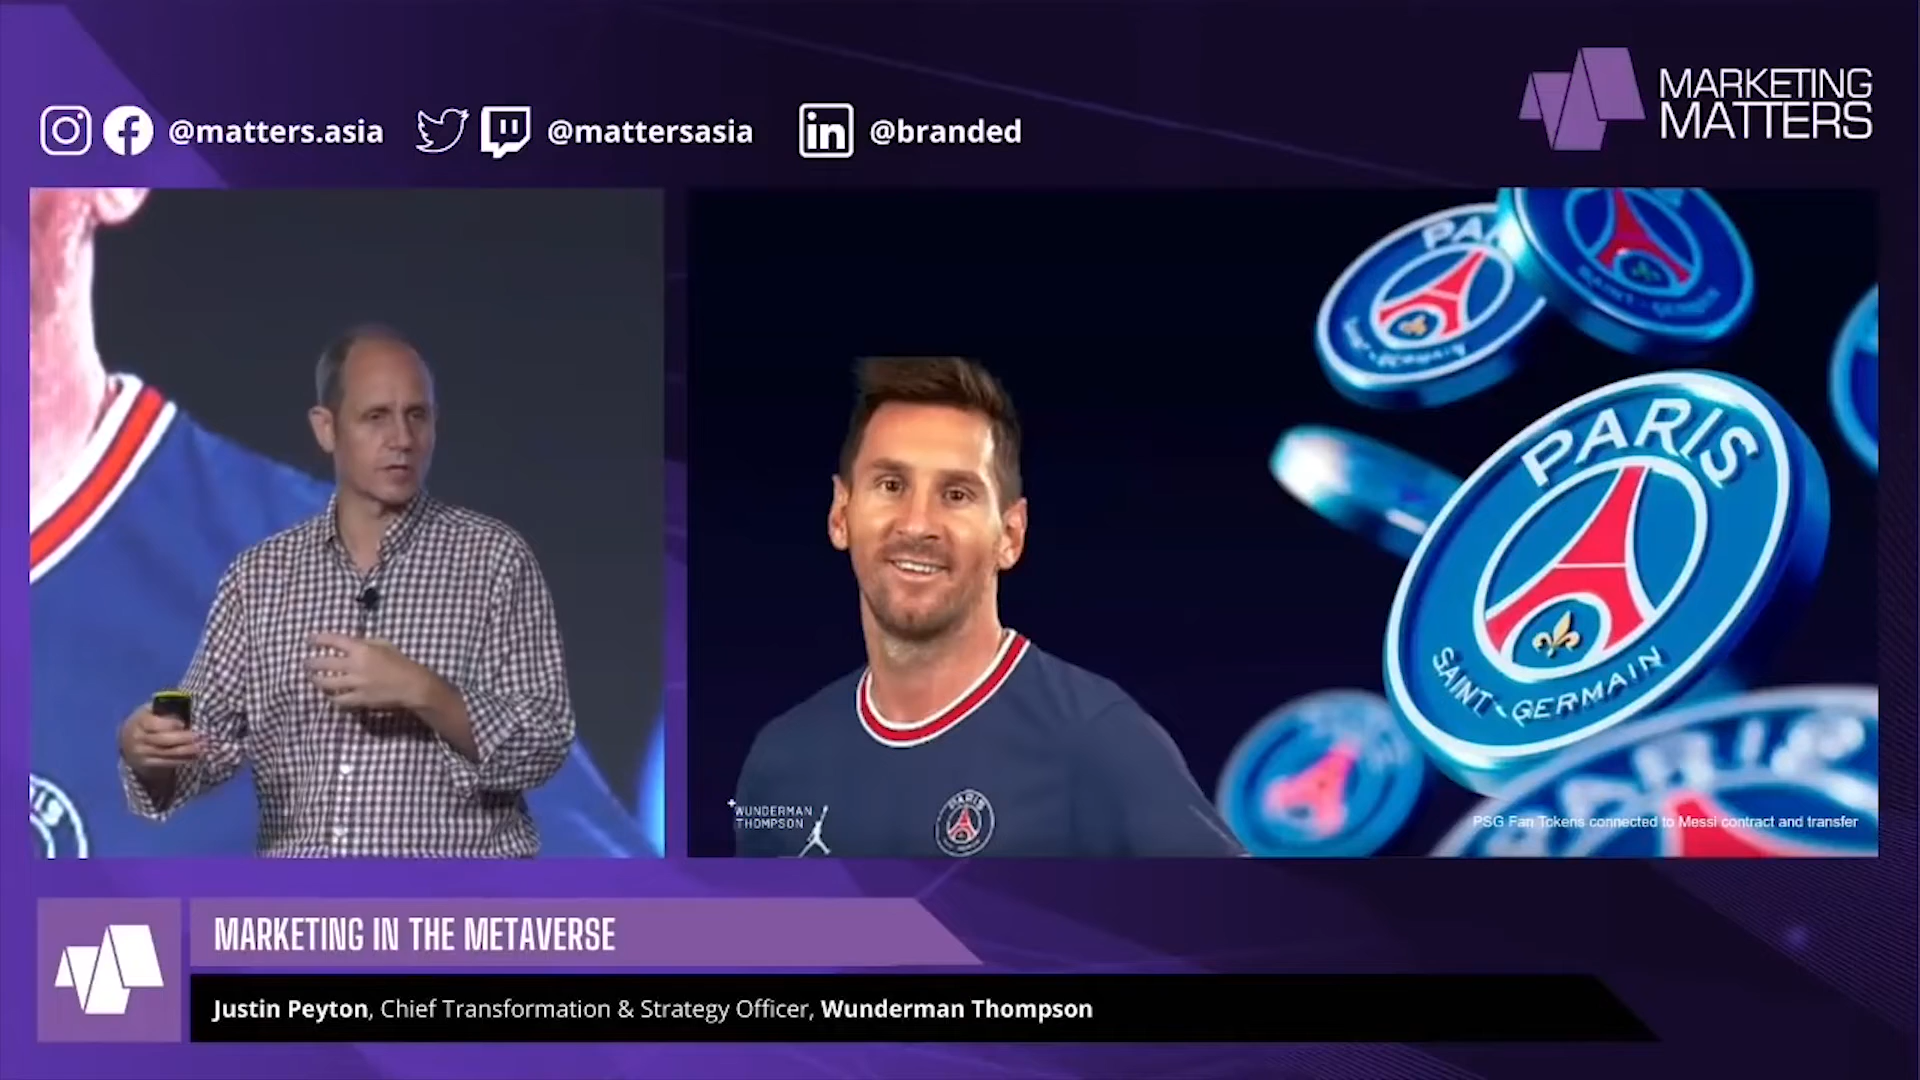 @matters.asia @mattersasia @branded
MARKETING
MATTERS
PARIS
SAINT-GERMAIN
PARIS
WUNDERMAN
THOMPSON
PSG Fan Tokens connected to Messi contract and transfer
MARKETING IN THE METAVERSE
Justin Peyton, Chief Transformation & Strategy Officer, Wunderman Thompson